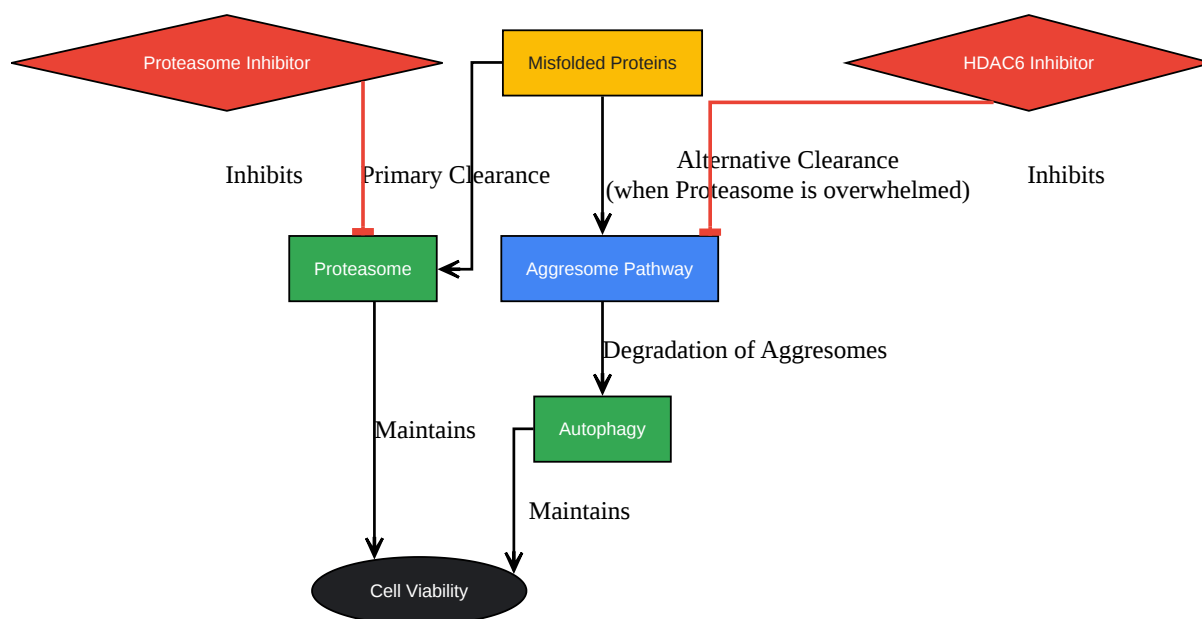 Proteasome Inhibitor
Misfolded Proteins
HDAC6 Inhibitor
Inhibits
Primary Clearance
Alternative Clearance
(when Proteasome is overwhelmed)
Inhibits
Proteasome
Aggresome Pathway
Degradation of Aggresomes
Maintains
Autophagy
Maintains
Cell Viability